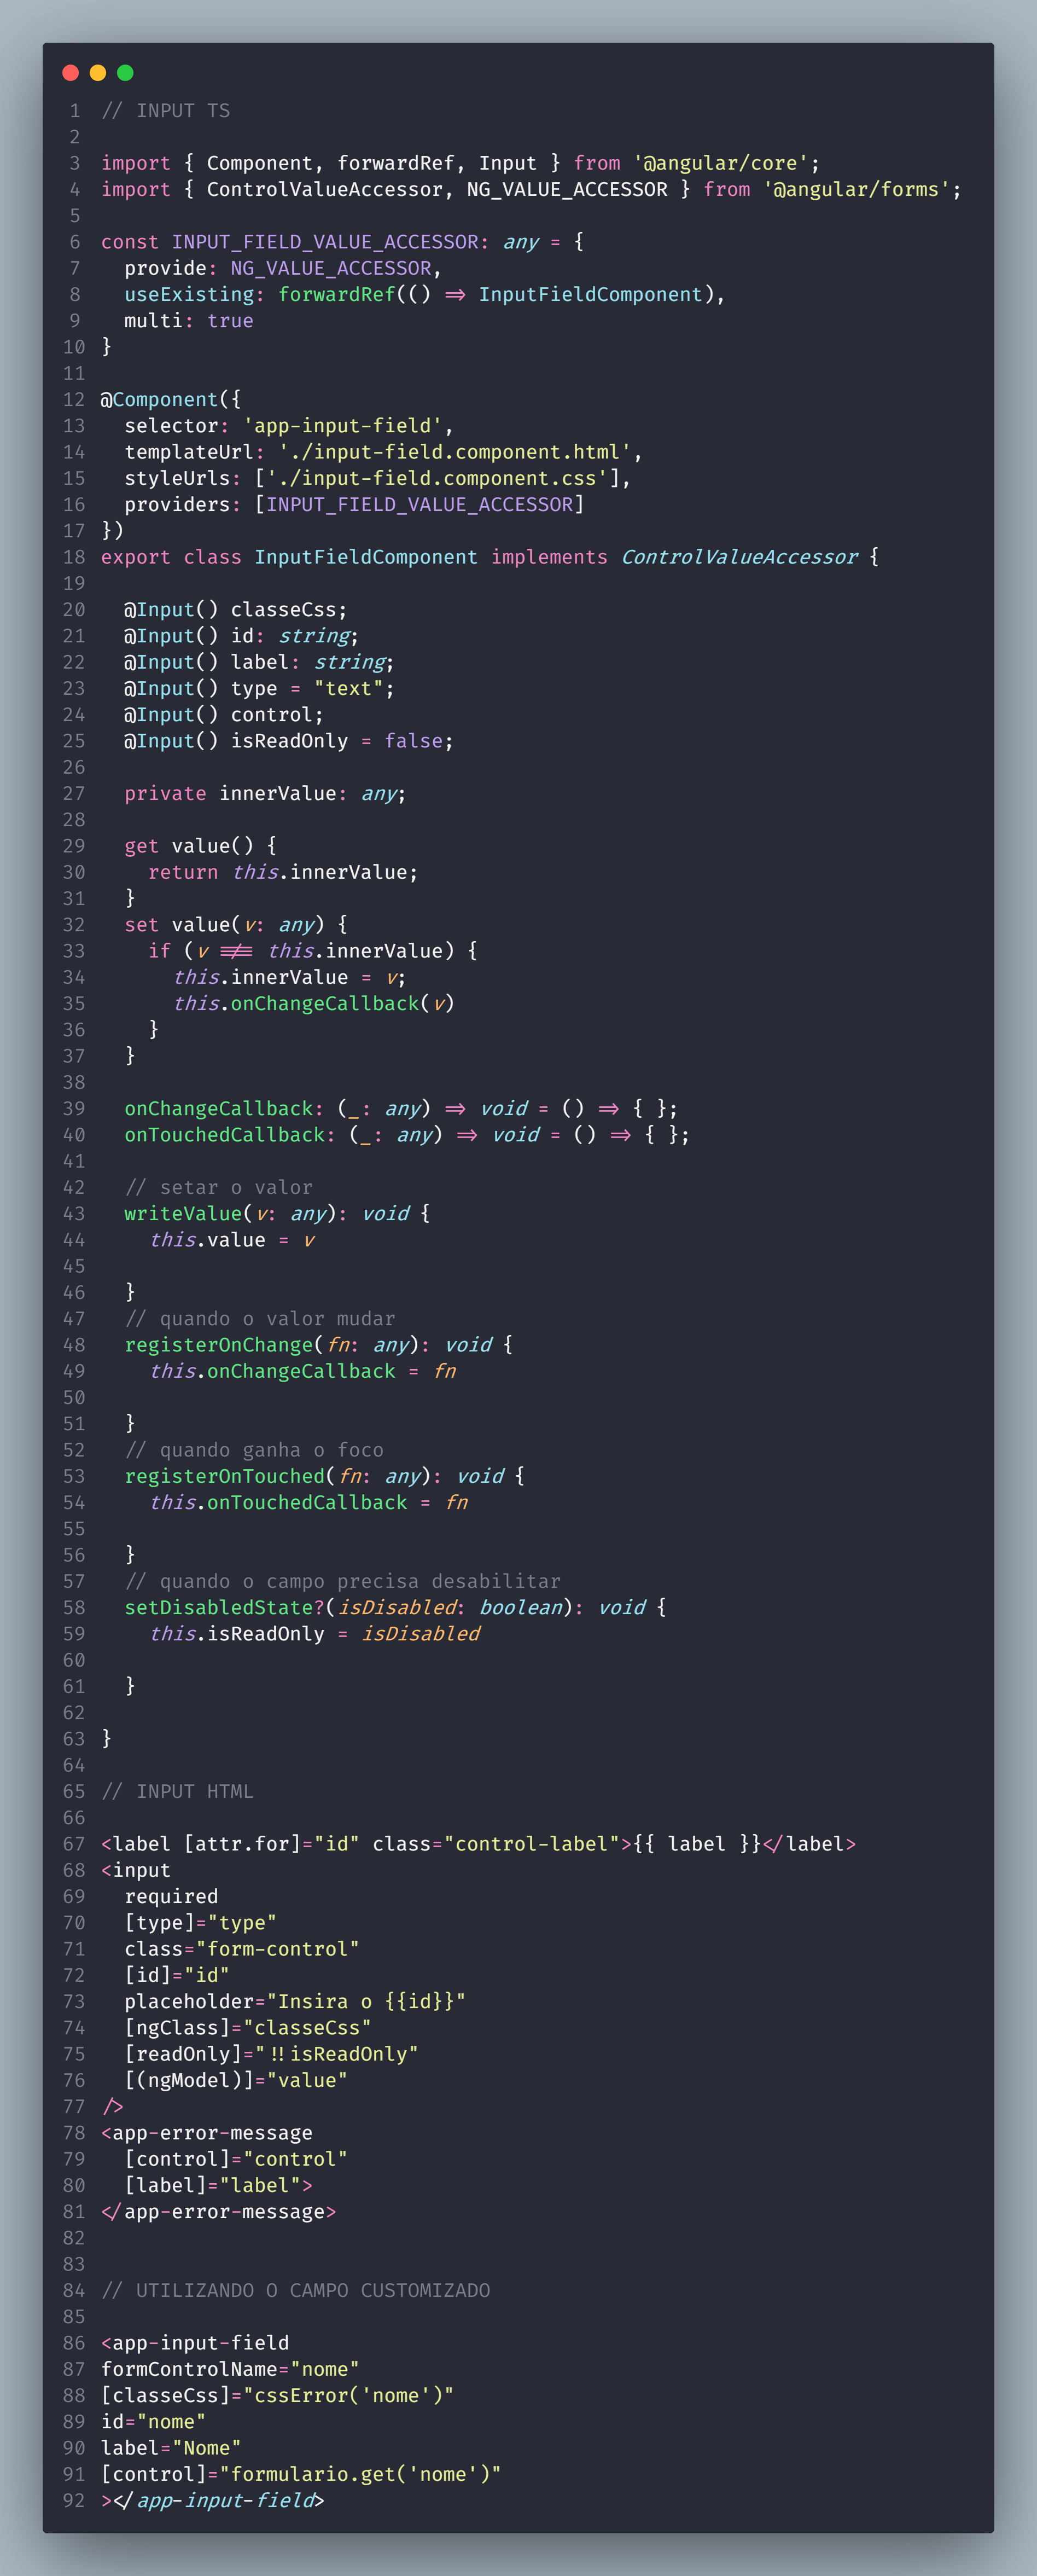 1 // INPUT TS
2
3 import { Component, forwardRef, Input } from '@angular/core';
4 import { ControlValueAccessor, NG_VALUE_ACCESSOR } from '@angular/forms';
5
6 const INPUT_FIELD_VALUE_ACCESSOR: any = {
7   provide: NG_VALUE_ACCESSOR,
8   useExisting: forwardRef(() => InputFieldComponent),
9   multi: true
10 }
11
12 @Component({
13   selector: 'app-input-field',
14   templateUrl: './input-field.component.html',
15   styleUrls: ['./input-field.component.css'],
16   providers: [INPUT_FIELD_VALUE_ACCESSOR]
17 })
18 export class InputFieldComponent implements ControlValueAccessor {
19
20   @Input() classeCss;
21   @Input() id: string;
22   @Input() label: string;
23   @Input() type = "text";
24   @Input() control;
25   @Input() isReadOnly = false;
26
27   private innerValue: any;
28
29   get value() {
30     return this.innerValue;
31   }
32   set value(v: any) {
33     if (v !== this.innerValue) {
34       this.innerValue = v;
35       this.onChangeCallback(v)
36     }
37   }
38
39   onChangeCallback: (_: any) => void = () => { };
40   onTouchedCallback: (_: any) => void = () => { };
41
42   // setar o valor
43   writeValue(v: any): void {
44     this.value = v
45
46   }
47   // quando o valor mudar
48   registerOnChange(fn: any): void {
49     this.onChangeCallback = fn
50
51   }
52   // quando ganha o foco
53   registerOnTouched(fn: any): void {
54     this.onTouchedCallback = fn
55
56   }
57   // quando o campo precisa desabilitar
58   setDisabledState?(isDisabled: boolean): void {
59     this.isReadOnly = isDisabled
60
61   }
62
63 }
64
65 // INPUT HTML
66
67 <label [attr.for]="id" class="control-label">{{ label }}</label>
68 <input
69   required
70   [type]="type"
71   class="form-control"
72   [id]="id"
73   placeholder="Insira o {{id}}"
74   [ngClass]="classeCss"
75   [readOnly]="!!isReadOnly"
76   [(ngModel)]="value"
77 />
78 <app-error-message
79   [control]="control"
80   [label]="label">
81 </app-error-message>
82
83
84 // UTILIZANDO O CAMPO CUSTOMIZADO
85
86 <app-input-field
87 formControlName="nome"
88 [classeCss]="cssError('nome')"
89 id="nome"
90 label="Nome"
91 [control]="formulario.get('nome')"
92 ></app-input-field>